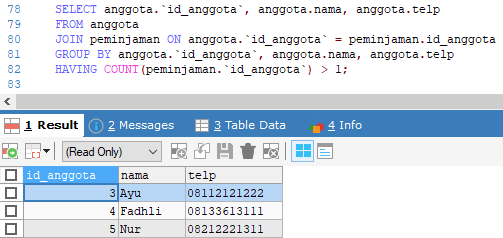 78 SELECT anggota.`id_anggota`, anggota.nama, anggota.telp
79 FROM anggota
80 JOIN peminjaman ON anggota.`id_anggota` = peminjaman.id_anggota
81 GROUP BY anggota.`id_anggota`, anggota.nama, anggota.telp
82 HAVING COUNT(peminjaman.`id_anggota`) > 1;
83
1 Result 2 Messages 3 Table Data 4 Info
(Read Only)
id_anggota nama telp
3 Ayu 08112121222
4 Fadhli 08133613111
5 Nur 08212221311